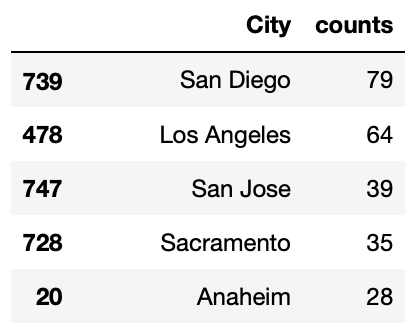 City counts
739 San Diego 79
478 Los Angeles 64
747 San Jose 39
728 Sacramento 35
20 Anaheim 28